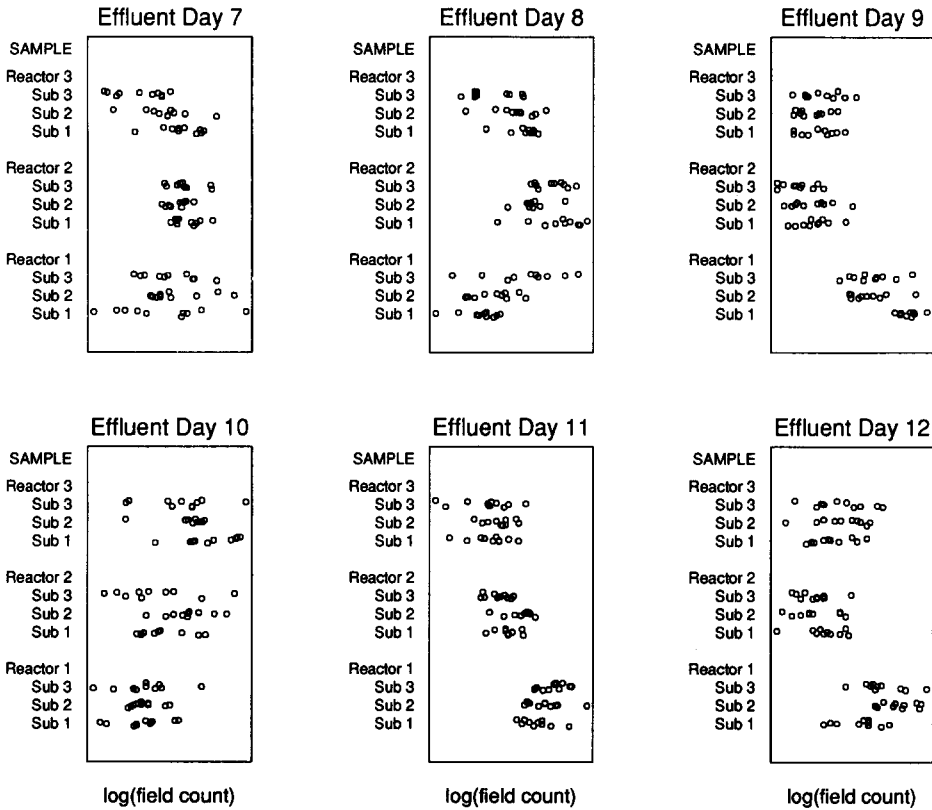 Effluent Day 7
SAMPLE
Reactor 3
Sub 3
Sub 2
Sub 1
Reactor 2
Sub 3
Sub 2
Sub 1
Reactor 1
Sub 3
Sub 2
Sub 1
Effluent Day 8
SAMPLE
Reactor 3
Sub 3
Sub 2
Sub 1
Reactor 2
Sub 3
Sub 2
Sub 1
Reactor 1
Sub 3
Sub 2
Sub 1
Effluent Day 9
SAMPLE
Reactor 3
Sub 3
Sub 2
Sub 1
Reactor 2
Sub 3
Sub 2
Sub 1
Reactor 1
Sub 3
Sub 2
Sub 1
Effluent Day 10
SAMPLE
Reactor 3
Sub 3
Sub 2
Sub 1
Reactor 2
Sub 3
Sub 2
Sub 1
Reactor 1
Sub 3
Sub 2
Sub 1
log(field count)
Effluent Day 11
SAMPLE
Reactor 3
Sub 3
Sub 2
Sub 1
Reactor 2
Sub 3
Sub 2
Sub 1
Reactor 1
Sub 3
Sub 2
Sub 1
log(field count)
Effluent Day 12
SAMPLE
Reactor 3
Sub 3
Sub 2
Sub 1
Reactor 2
Sub 3
Sub 2
Sub 1
Reactor 1
Sub 3
Sub 2
Sub 1
log(field count)